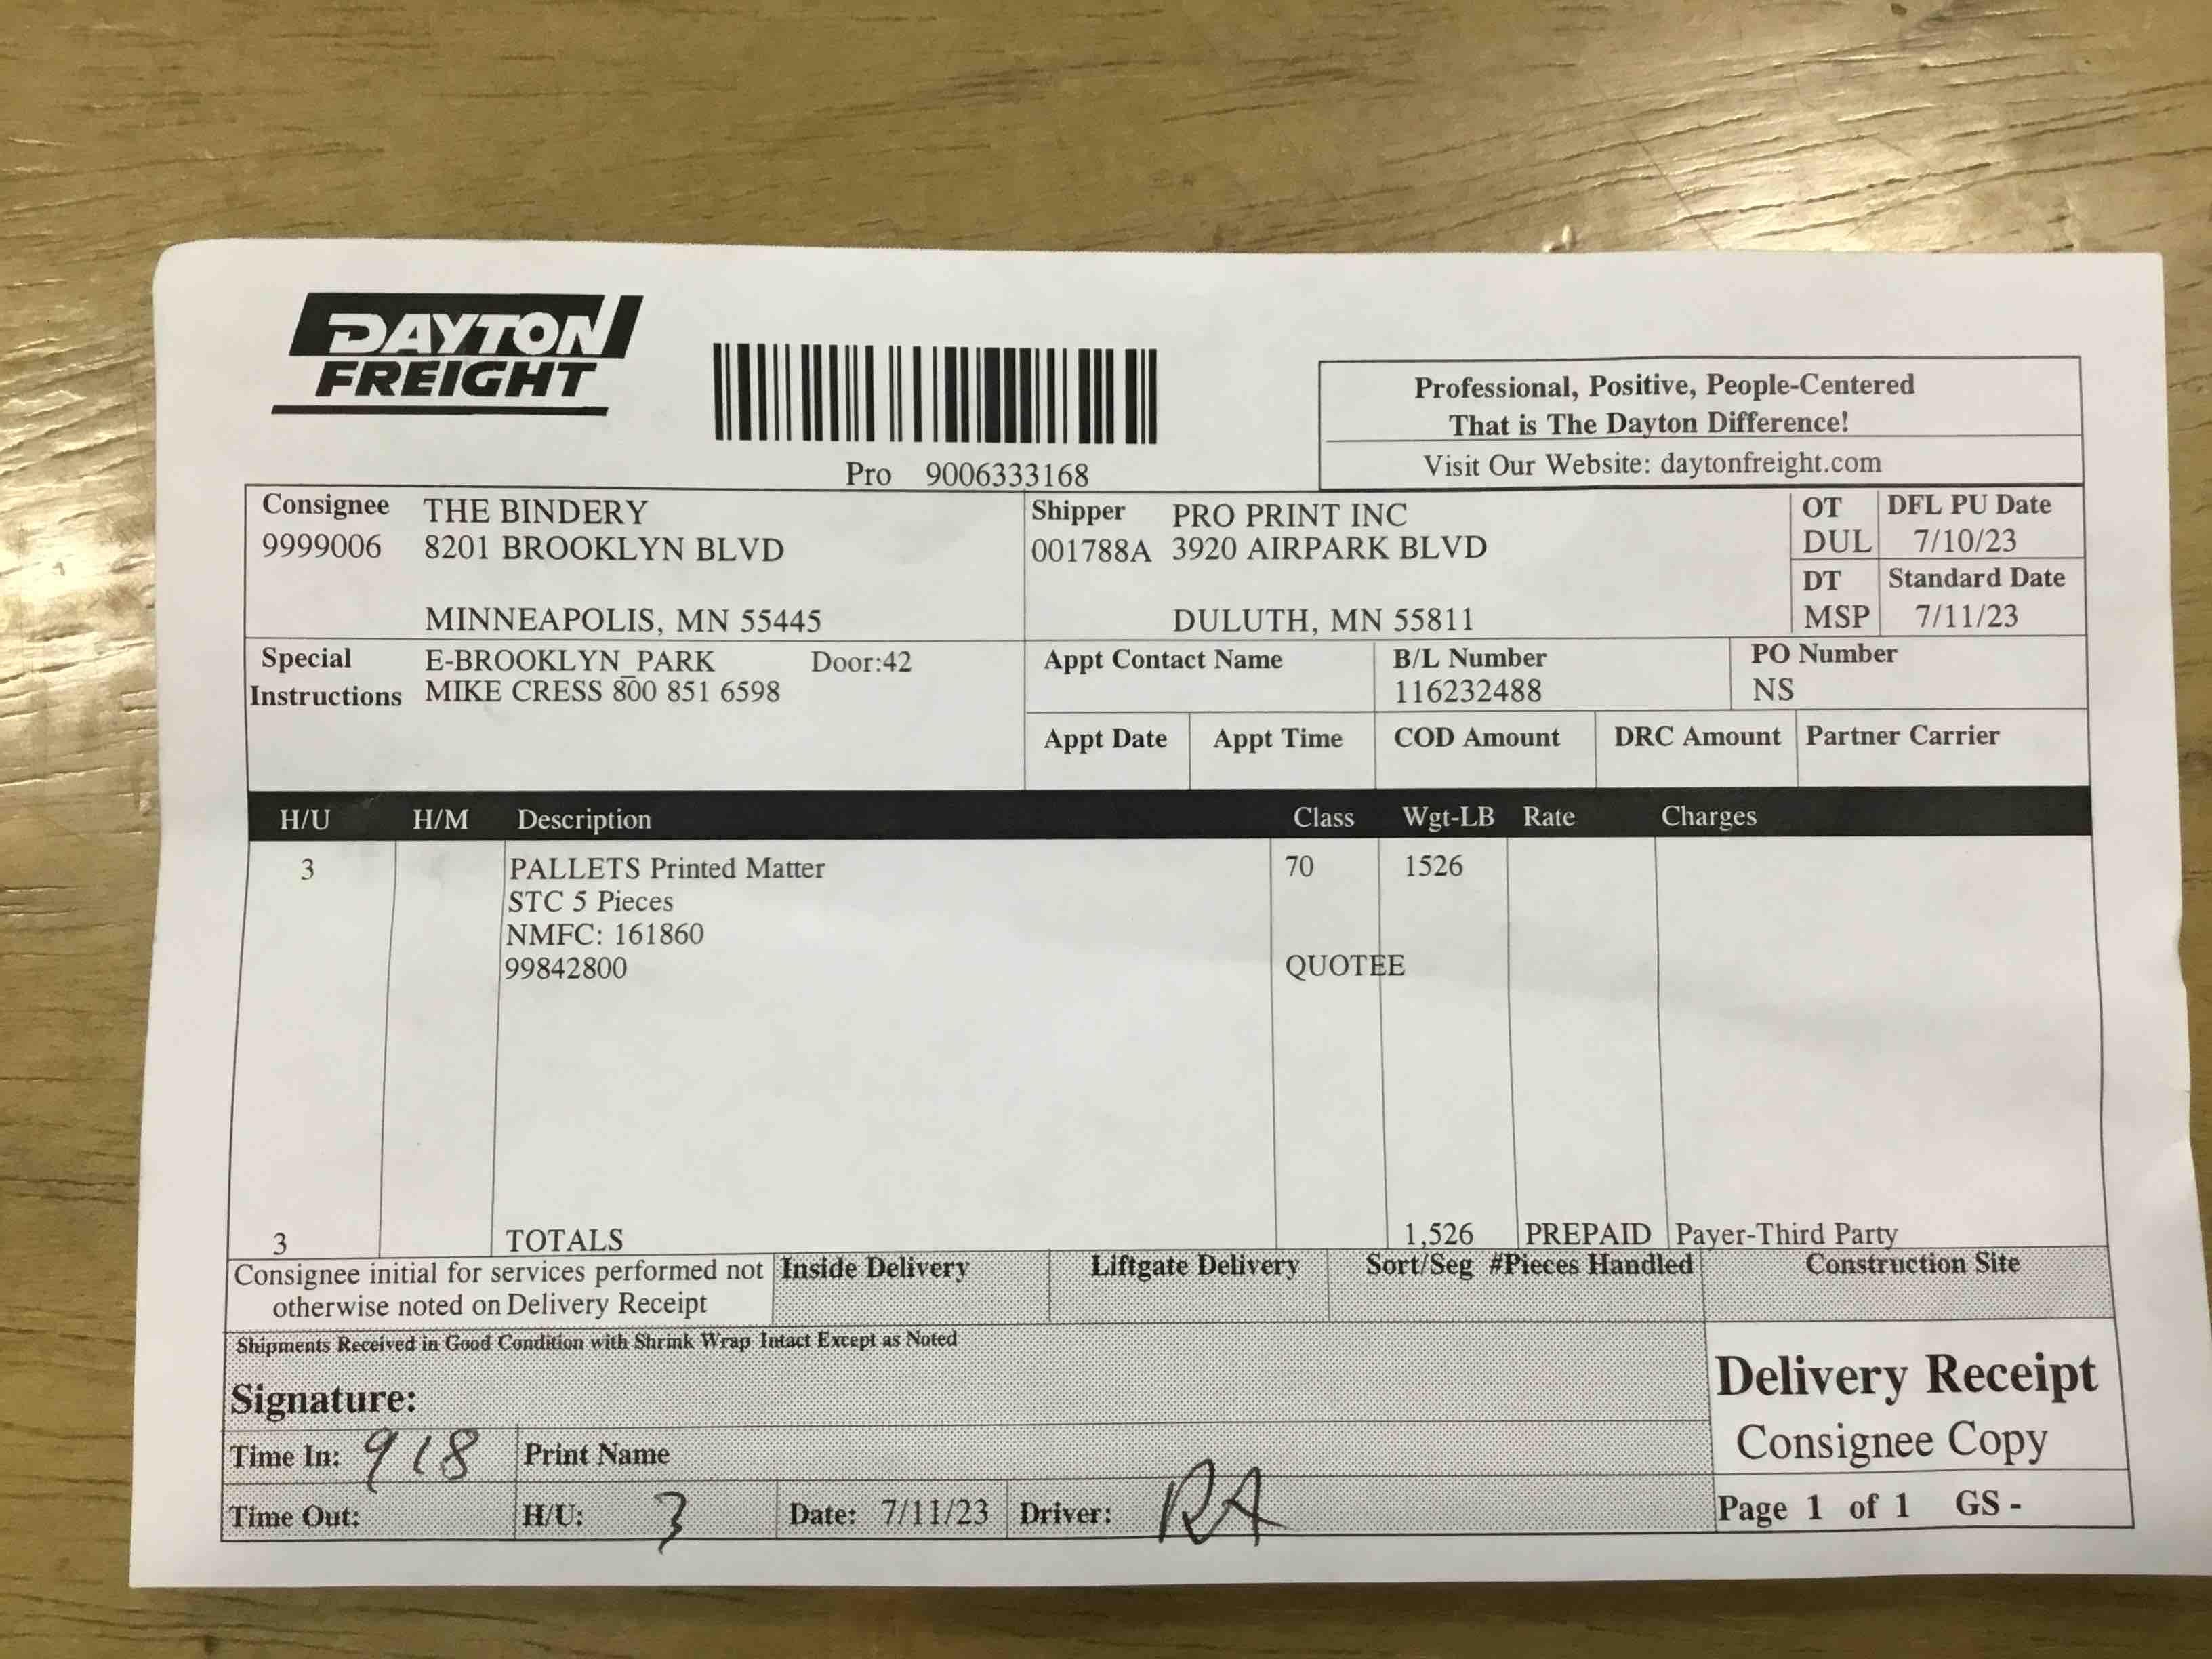 DAYTON
FREIGHT
Pro 9006333168
Professional, Positive, People-Centered
That is The Dayton Difference!
Visit Our Website: daytonfreight.com
Consignee THE BINDERY
9999006 8201 BROOKLYN BLVD
MINNEAPOLIS, MN 55445
Shipper PRO PRINT INC
001788A 3920 AIRPARK BLVD
DULUTH, MN 55811
OT DFL PU Date
DUL 7/10/23
DT Standard Date
MSP 7/11/23
Special E-BROOKLYN_PARK Door:42
Instructions MIKE CRESS 800 851 6598
Appt Contact Name B/L Number PO Number
116232488 NS
Appt Date Appt Time COD Amount DRC Amount Partner Carrier
H/U H/M Description Class Wgt-LB Rate Charges
3 PALLETS Printed Matter 70 1526
STC 5 Pieces
NMFC: 161860
99842800 QUOTEE
3 TOTALS 1,526 PREPAID Payer-Third Party
Consignee initial for services performed not
otherwise noted on Delivery Receipt
Inside Delivery Liftgate Delivery Sort/Seg #Pieces Handled Construction Site
Shipments Received in Good Condition with Shrink Wrap Intact Except as Noted
Signature:
Time In: 918 Print Name
Time Out: H/U: 3 Date: 7/11/23 Driver: RA
Delivery Receipt
Consignee Copy
Page 1 of 1 GS -